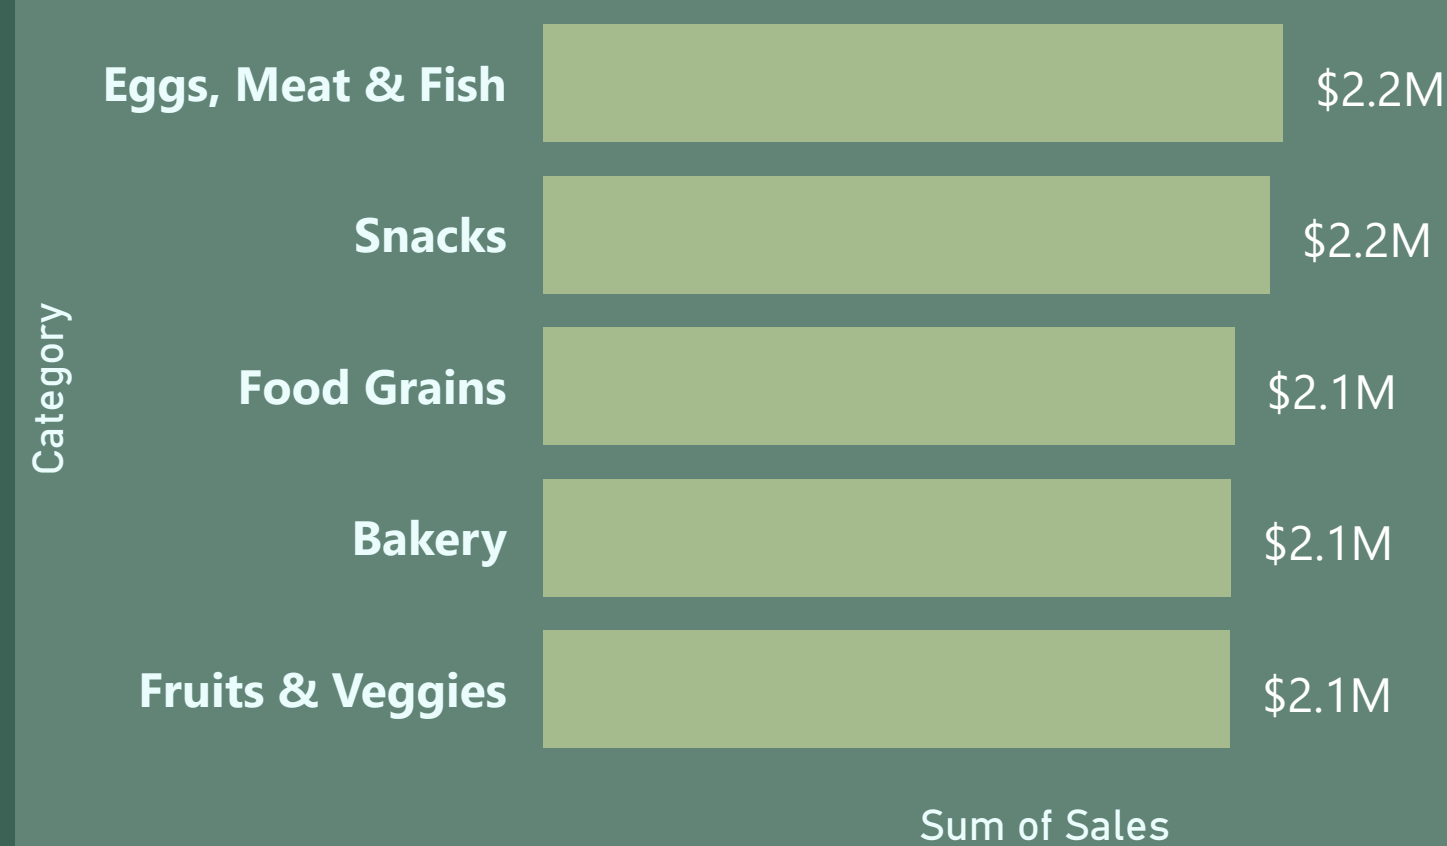 Eggs, Meat & Fish $2.2M
Snacks $2.2M
Food Grains $2.1M
Bakery $2.1M
Fruits & Veggies $2.1M
Category
Sum of Sales